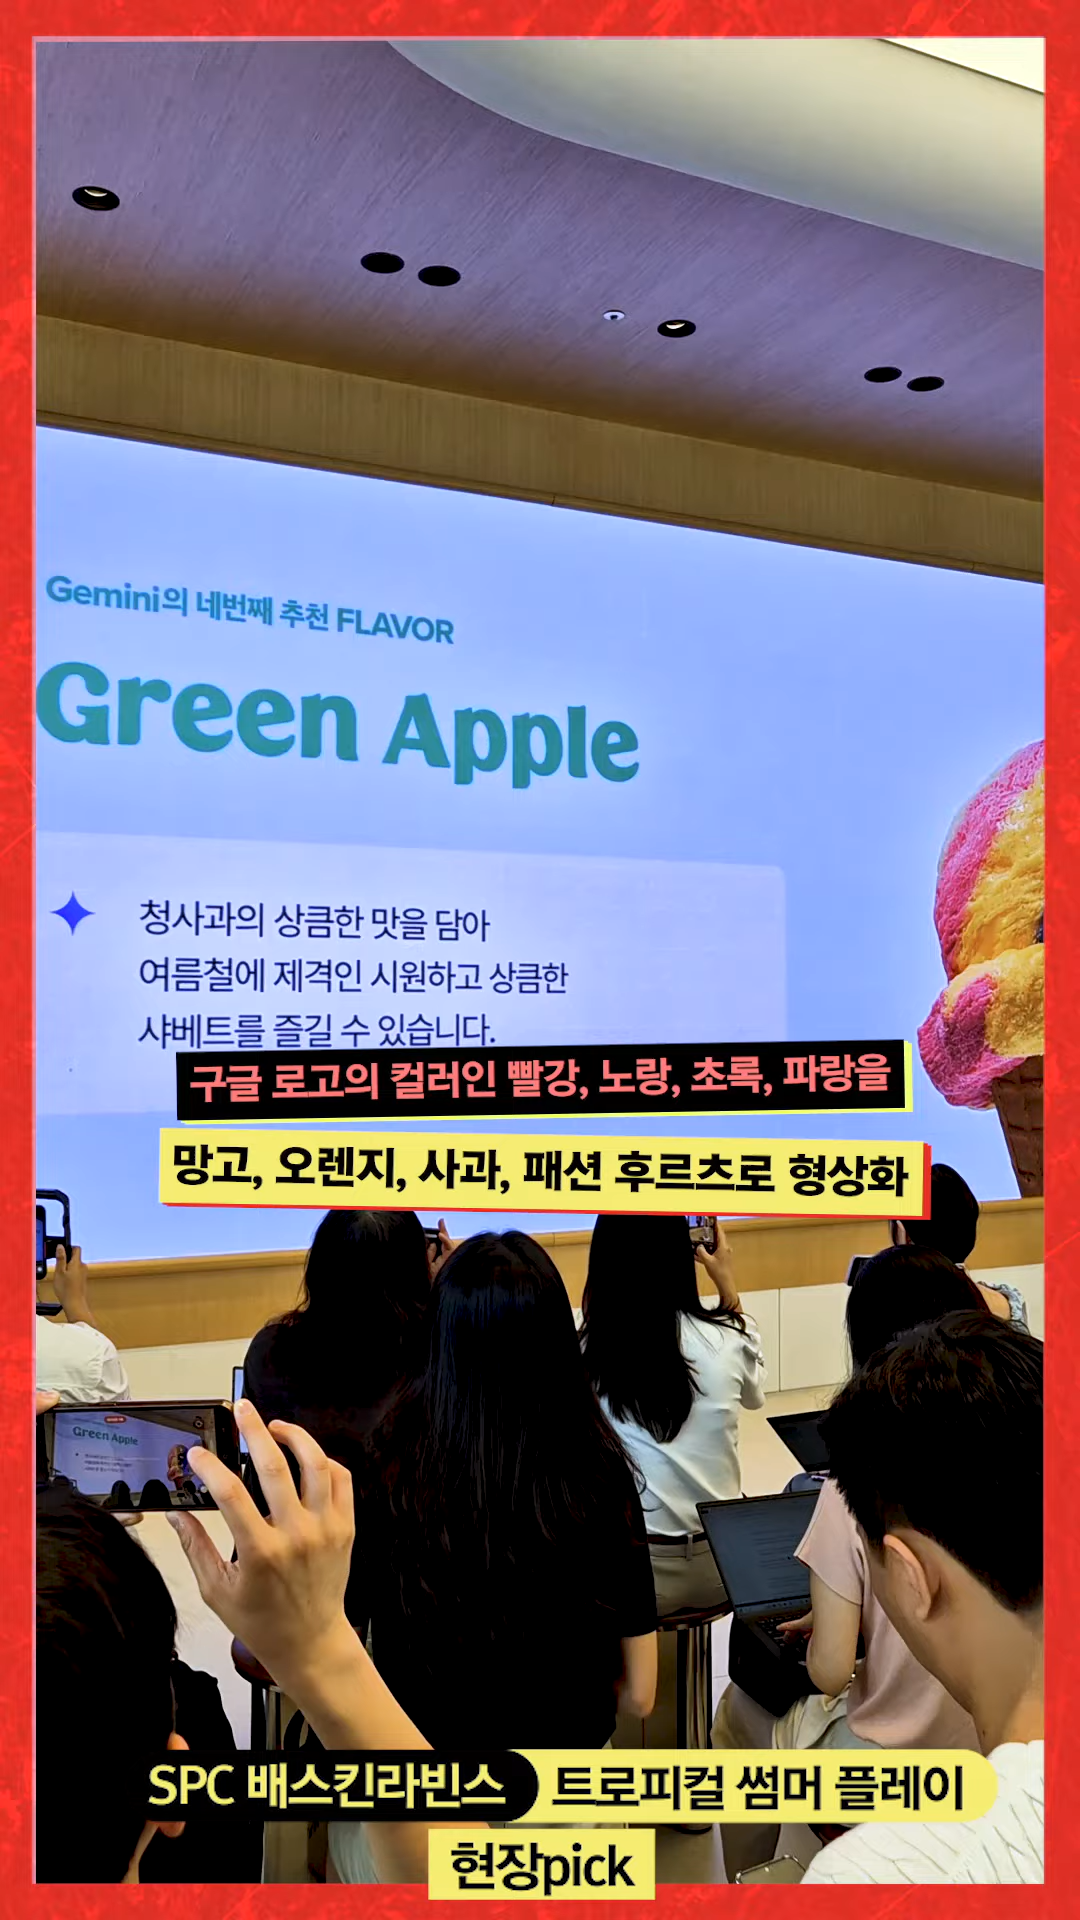 Gemini의 네번째 추천 FLAVOR
Green Apple
청사과의 상큼한 맛을 담아
여름철에 제격인 시원하고 상큼한
샤베트를 즐길 수 있습니다.
구글 로고의 컬러인 빨강, 노랑, 초록, 파랑을
망고, 오렌지, 사과, 패션 후르츠로 형상화
Green Apple
SPC 배스킨라빈스 트로피컬 썸머 플레이
현장pick